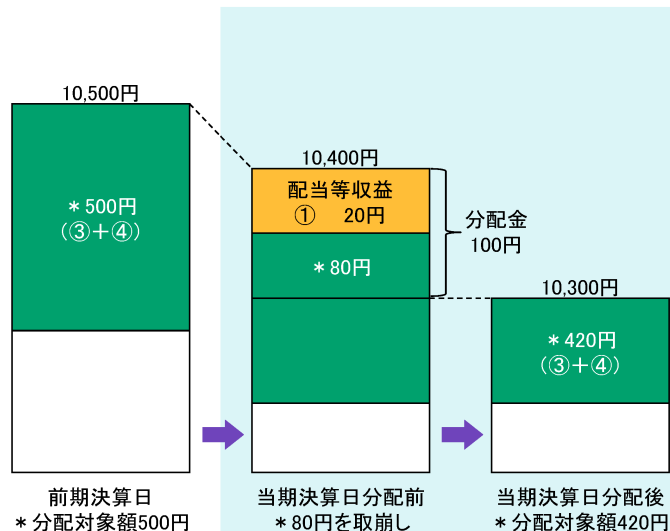 10,500円
＊500円
(③＋④)
前期決算日
＊分配対象額500円
10,400円
配当等収益
① 20円
＊80円
分配金
100円
当期決算日分配前
＊80円を取崩し
10,300円
＊420円
(③＋④)
当期決算日分配後
＊分配対象額420円